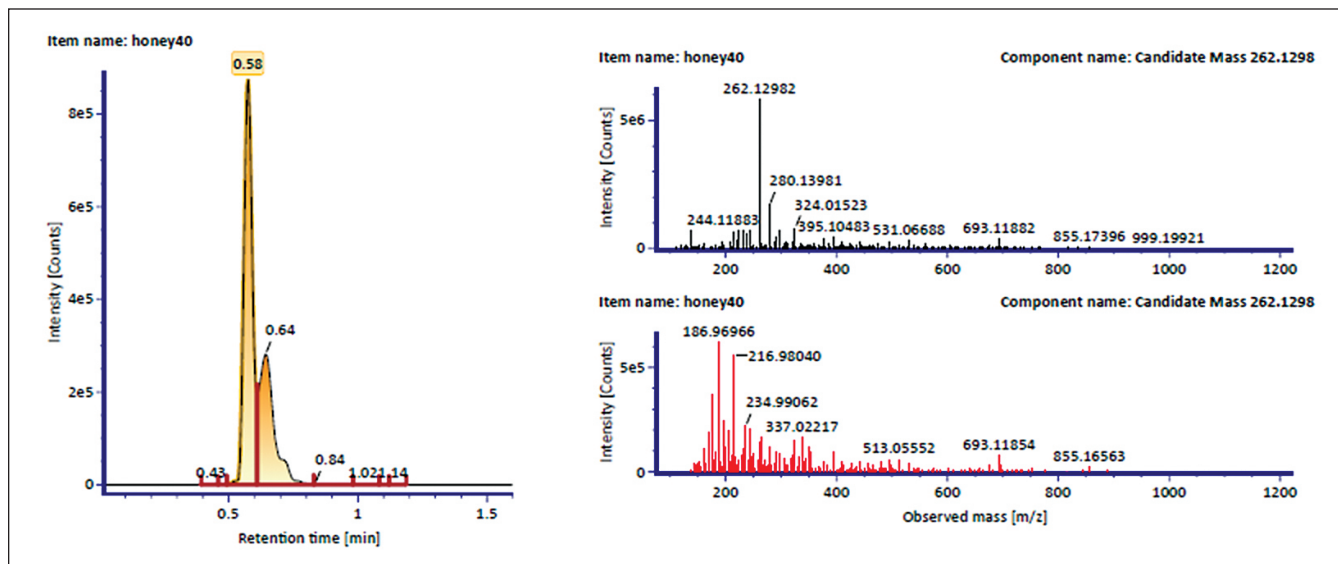 Item name: honey40
0.58
8e5
6e5
4e5
2e5
0
Intensity [Counts]
0.64
0.43
0.84
1.02
1.14
0.5
1
1.5
Retention time [min]
Item name: honey40 Component name: Candidate Mass 262.1298
262.12982
5e6
280.13981
324.01523
244.11883
395.10483
531.06688
693.11882
855.17396
999.19921
0
Intensity [Counts]
200 400 600 800 1000 1200
Item name: honey40 Component name: Candidate Mass 262.1298
186.96966
216.98040
5e5
234.99062
337.02217
513.05552
693.11854
855.16563
0
Intensity [Counts]
200 400 600 800 1000 1200
Observed mass [m/z]